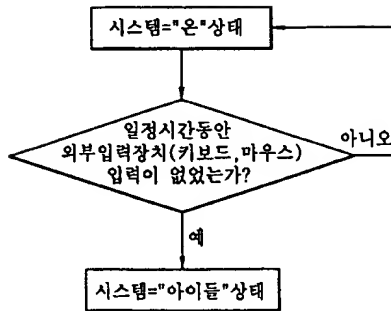 시스템="온"상태
일정시간동안
외부입력장치(키보드,마우스)
입력이 없었는가?
아니오
예
시스템="아이들"상태